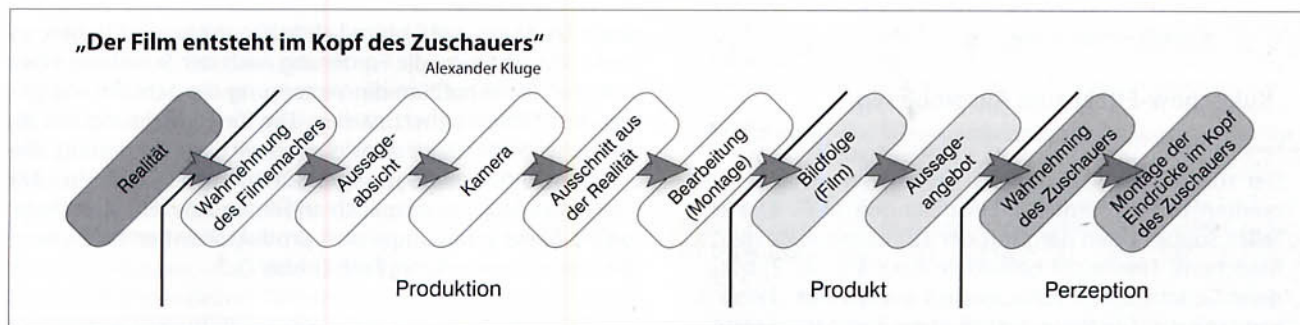 „Der Film entsteht im Kopf des Zuschauers“
Alexander Kluge
Realität
Wahrnehmung
des Filmemachers
Aussage-
absicht
Kamera
Ausschnitt aus
der Realität
Bearbeitung
(Montage)
Bildfolge
(Film)
Aussage-
angebot
Wahrnehming
des Zuschauers
Montage der
Eindrücke im Kopf
des Zuschauers
Produktion
Produkt
Perzeption